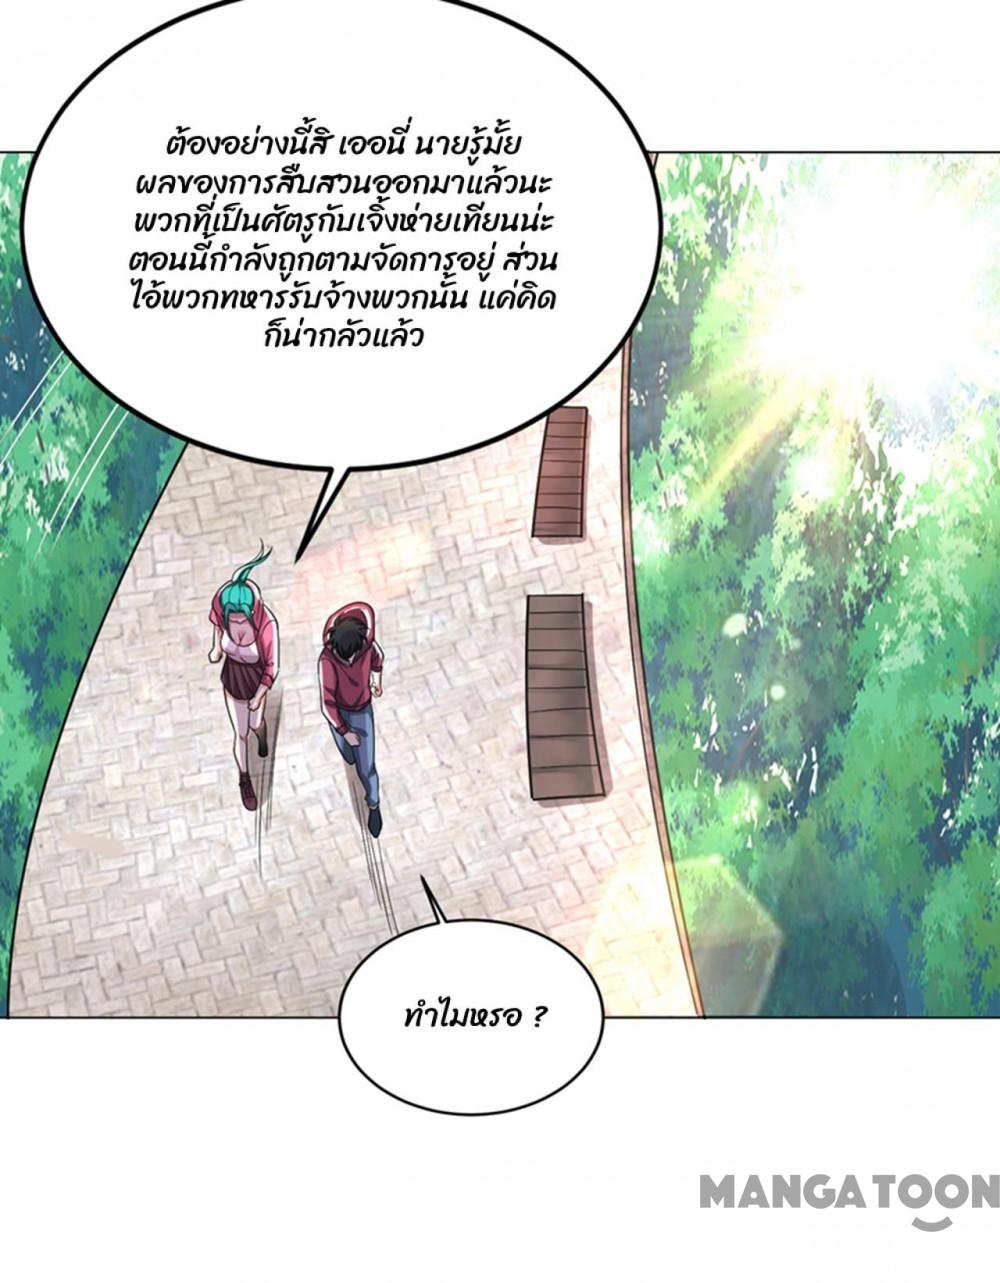 ต้องอย่างนี้สิ เออนี่ นายรู้มั้ย
ผลของการสืบสวนออกมาแล้วนะ
พวกที่เป็นศัตรูกับเจิ้งห่ายเทียนน่ะ
ตอนนี้กำลังถูกตามจัดการอยู่ ส่วน
ไอ้พวกทหารรับจ้างพวกนั้น แค่คิด
ก็น่ากลัวแล้ว
ทำไมหรอ ?
MANGATOON